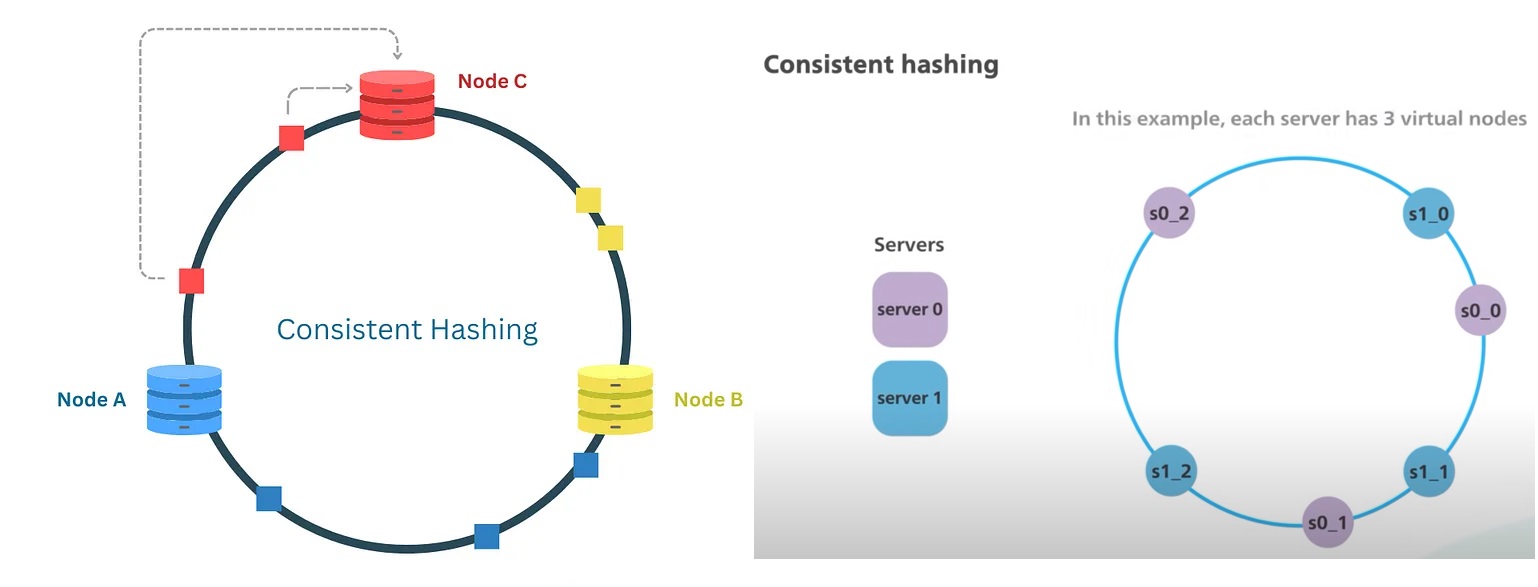 Node C
Consistent Hashing
Node A
Node B
Consistent hashing
In this example, each server has 3 virtual nodes
Servers
server 0
server 1
s0_2
s1_0
s0_0
s1_2
s1_1
s0_1